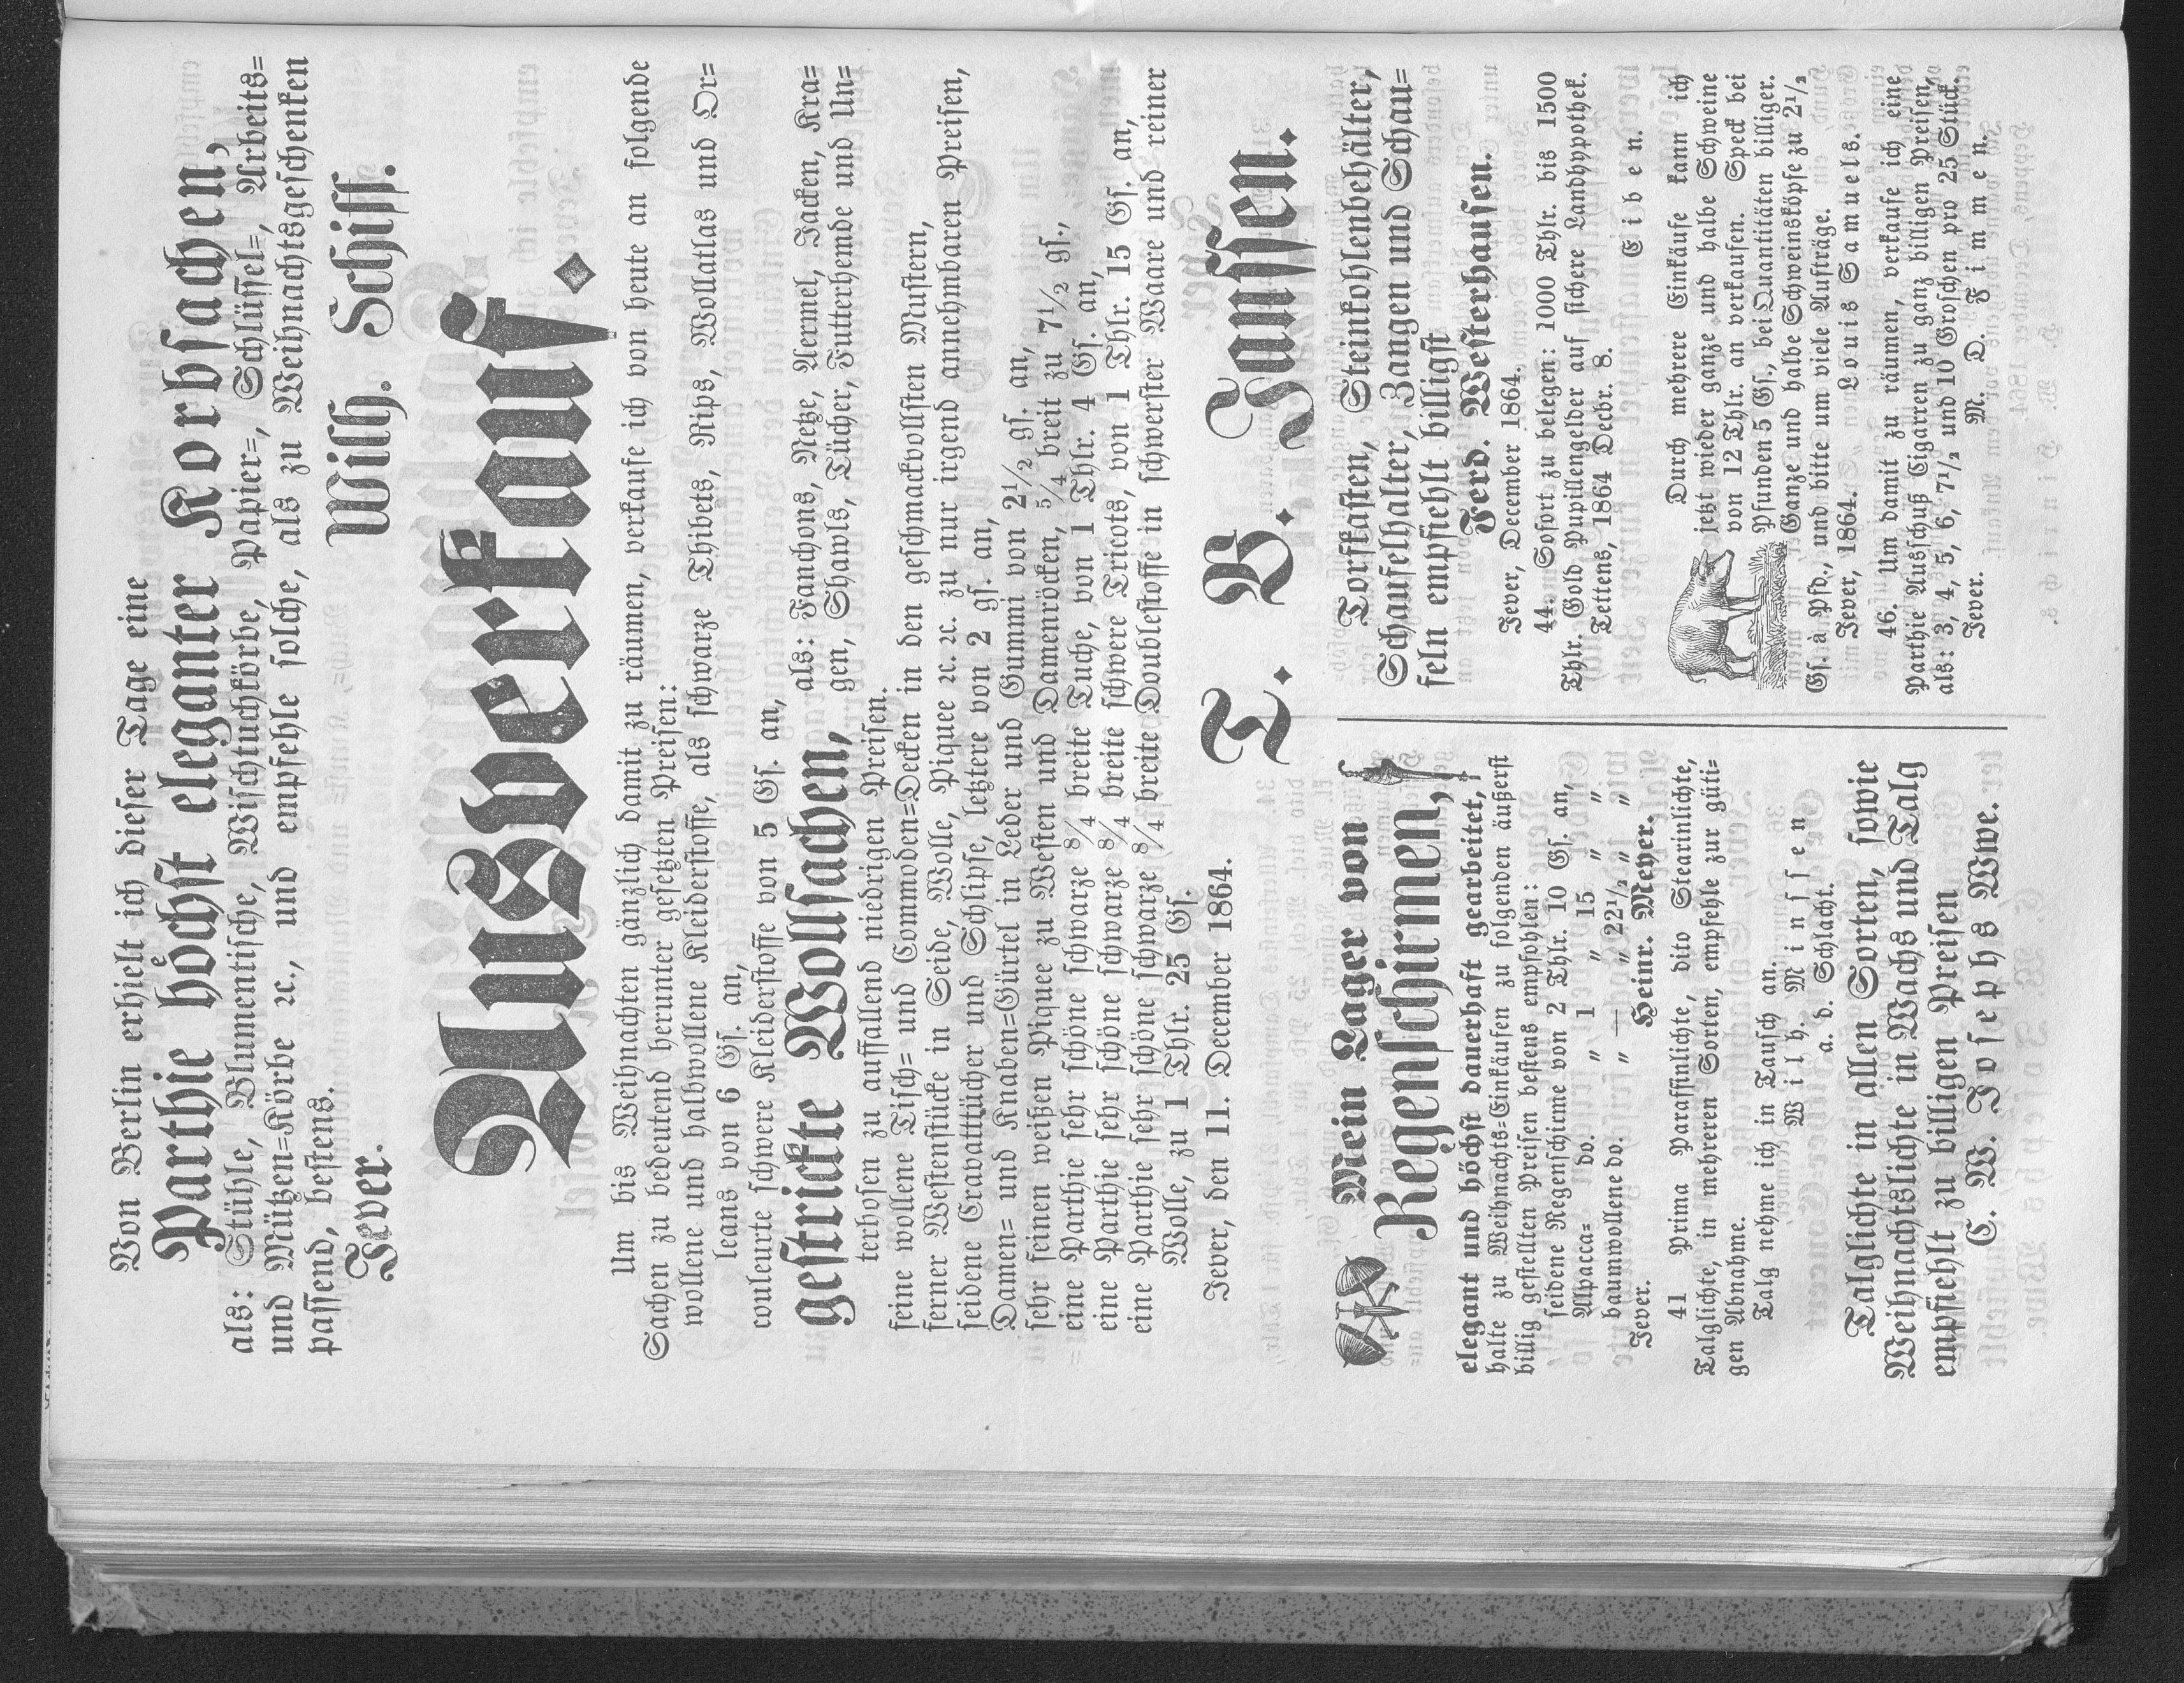 Von Berlin erhielt ich dieser Tage eine
Parthie höchst eleganter Korbsachen,
als: Stühle, Blumentische, Wischtuchkörbe, Papier=, Schlüssel=, Arbeits=
und Mützen=Körbe ꝛc., und empfehle solche, als zu Weihnachtsgeschenken
passend, bestens.
Jever. Wilh. Schiff.
Ausverkauf.
Um bis Weihnachten gänzlich damit zu räumen, verkaufe ich von heute an folgende
Sachen zu bedeutend herunter gesetzten Preisen:
wollene und halbwollene Kleiderstoffe, als schwarze Thibets, Rips, Wollatlas und Or=
leans von 6 Gs. an,
couleurte schwere Kleiderstoffe von 5 Gs. an,
gestrickte Wollsachen, als: Fanchons, Netze, Aermel, Jacken, Kra=
gen, Shawls, Tücher, Futterhemde und Un=
terhosen zu auffallend niedrigen Preisen.
feine wollene Tisch= und Commoden=Decken in den geschmackvollsten Mustern,
ferner Westenstücke in Seide, Wolle, Piquee ꝛc. ꝛc. zu nur irgend annehmbaren Preisen,
seidene Cravattücher und Schlipse, letztere von 2 gs. an,
Damen= und Knaben=Gürtel in Leder und Gummi von 2½ gs. an,
sehr feinen weißen Piquee zu Westen und Damenröcken, 5/4 breit zu 7½ gs.,
eine Parthie sehr schöne schwarze 8/4 breite Tuche, von 1 Thlr. 4 Gs. an,
eine Parthie sehr schöne schwarze 8/4 breite schwere Tricots, von 1 Thlr. 15 Gs. an,
eine Parthie sehr schöne schwarze 8/4 breite Doublestoffe in schwerster Waare und reiner
Wolle, zu 1 Thlr. 25 Gs.
Jever, den 11. December 1864. T. B. Janssen.
Mein Lager von
Regenschirmen,
elegant und höchst dauerhaft gearbeitet,
halte zu Weihnachts=Einkäufen zu folgenden äußerst
billig gestellten Preisen bestens empfohlen:
seidene Regenschirme von 2 Thlr. 10 Gs. an,
Alpacca= do. „ 1 „ 15 „ „
baumwollene do. „ — „ 22½ „ „
Jever. Heinr. Meyer.
41 Prima Paraffinlichte, dito Stearinlichte,
Talglichte, in mehreren Sorten, empfehle zur güti=
gen Abnahme.
Talg nehme ich in Tausch an.
Wilh. Minssen
a. d. Schlacht.
Talglichte in allen Sorten, sowie
Weihnachtslichte in Wachs und Talg
empfiehlt zu billigen Preisen
C. W. Josephs Wwe.
Torfkasten, Steinkohlenbehälter,
Schaufelhalter, Zangen und Schau=
feln empfiehlt billigst
Ferd. Westerhausen.
Jever, December 1864.
44. Sofort zu belegen: 1000 Thlr. bis 1500
Thlr. Gold Pupillengelder auf sichere Landhypothek.
Tettens, 1864 Decbr. 8.
Eiben.
Durch mehrere Einkäufe kann ich
jetzt wieder ganze und halbe Schweine
von 12 Thlr. an verkaufen. Speck bei
Pfunden 5 Gs., bei Quantitäten billiger.
Ganze und halbe Schweinsköpfe zu 2½
Gs. à Pfd., und bitte um viele Aufträge.
Jever, 1864. Louis Samuels.
46. Um damit zu räumen, verkaufe ich eine
Parthie Ausschuß Cigarren zu ganz billigen Preisen,
als: 3, 4, 5, 6, 7½ und 10 Groschen pro 25 Stück.
Jever. M. D. Fimmen.